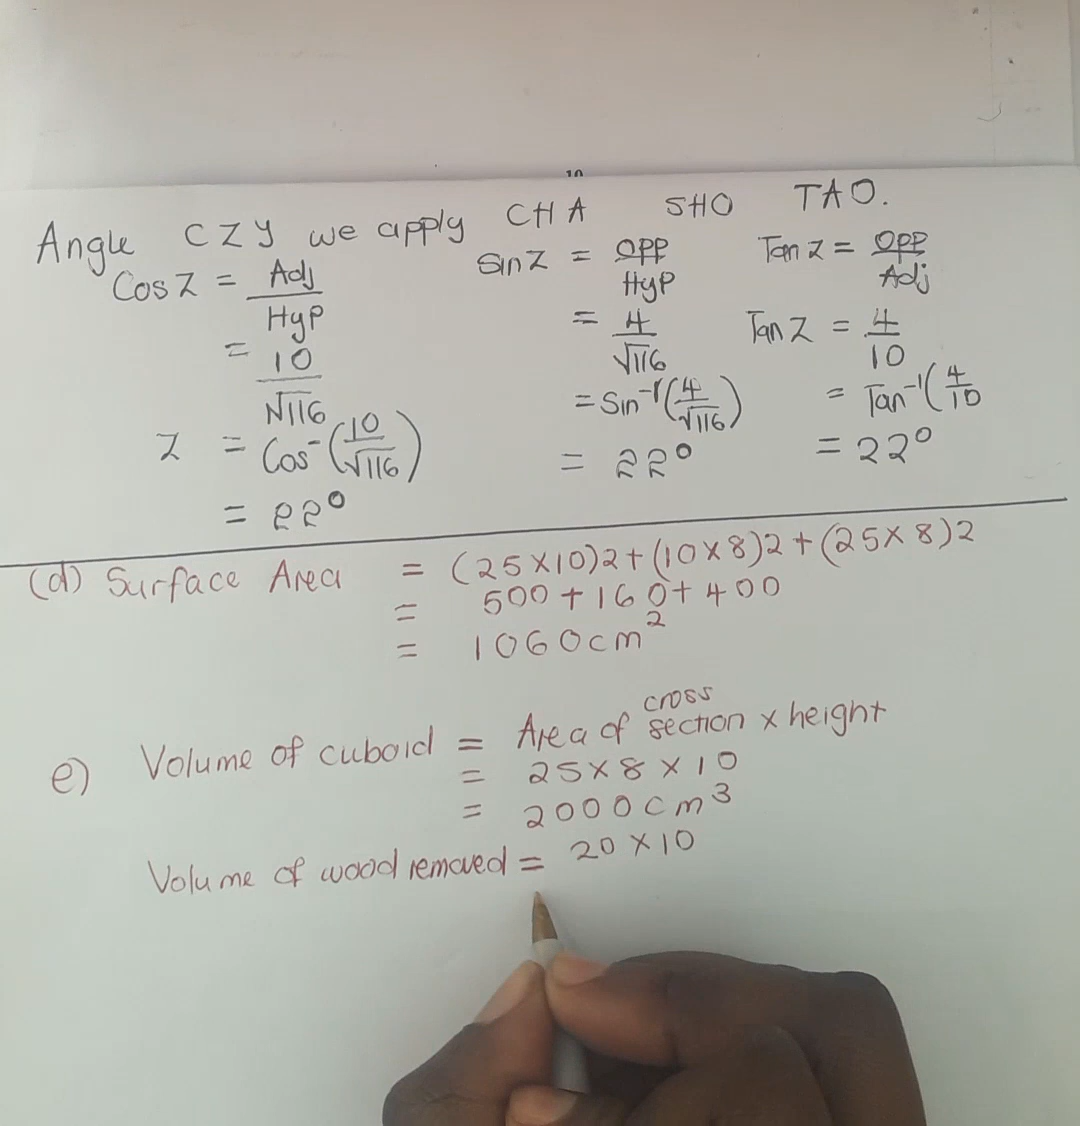 10
Angle CZY we apply CHA SHO TAO.
Cos Z = Adj
Hyp
= 10
√116
Z = Cos⁻(10/√116)
= 22°
Sin Z = Opp
Hyp
= 4
√116
= Sin⁻¹(4/√116)
= 22°
Tan Z = Opp
Adj
Tan Z = 4
10
= Tan⁻¹(4/10
= 22°
(d) Surface Area = (25×10)2+(10×8)2+(25×8)2
= 500+160+400
= 1060cm²
e) Volume of cuboid = Area of cross section × height
= 25×8×10
= 2000cm³
Volume of wood removed = 20×10